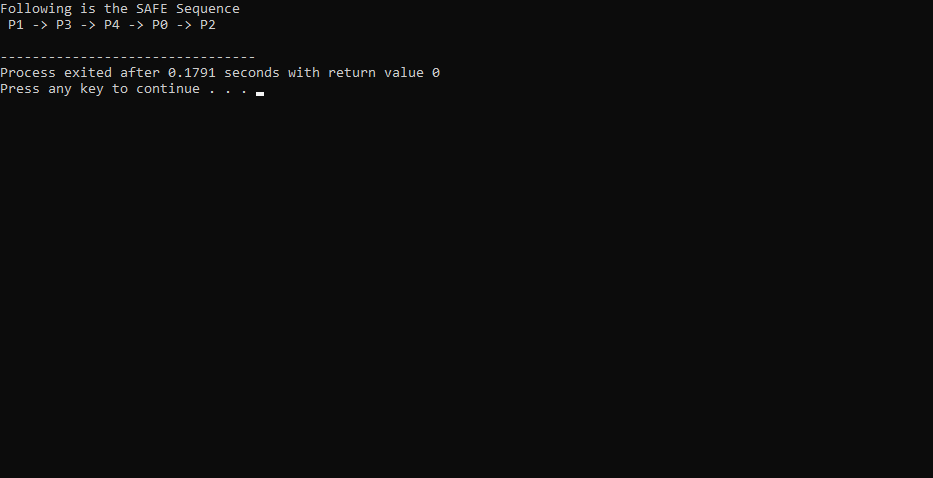 Following is the SAFE Sequence
P1 -> P3 -> P4 -> P0 -> P2
--------------------------------
Process exited after 0.1791 seconds with return value 0
Press any key to continue . . .